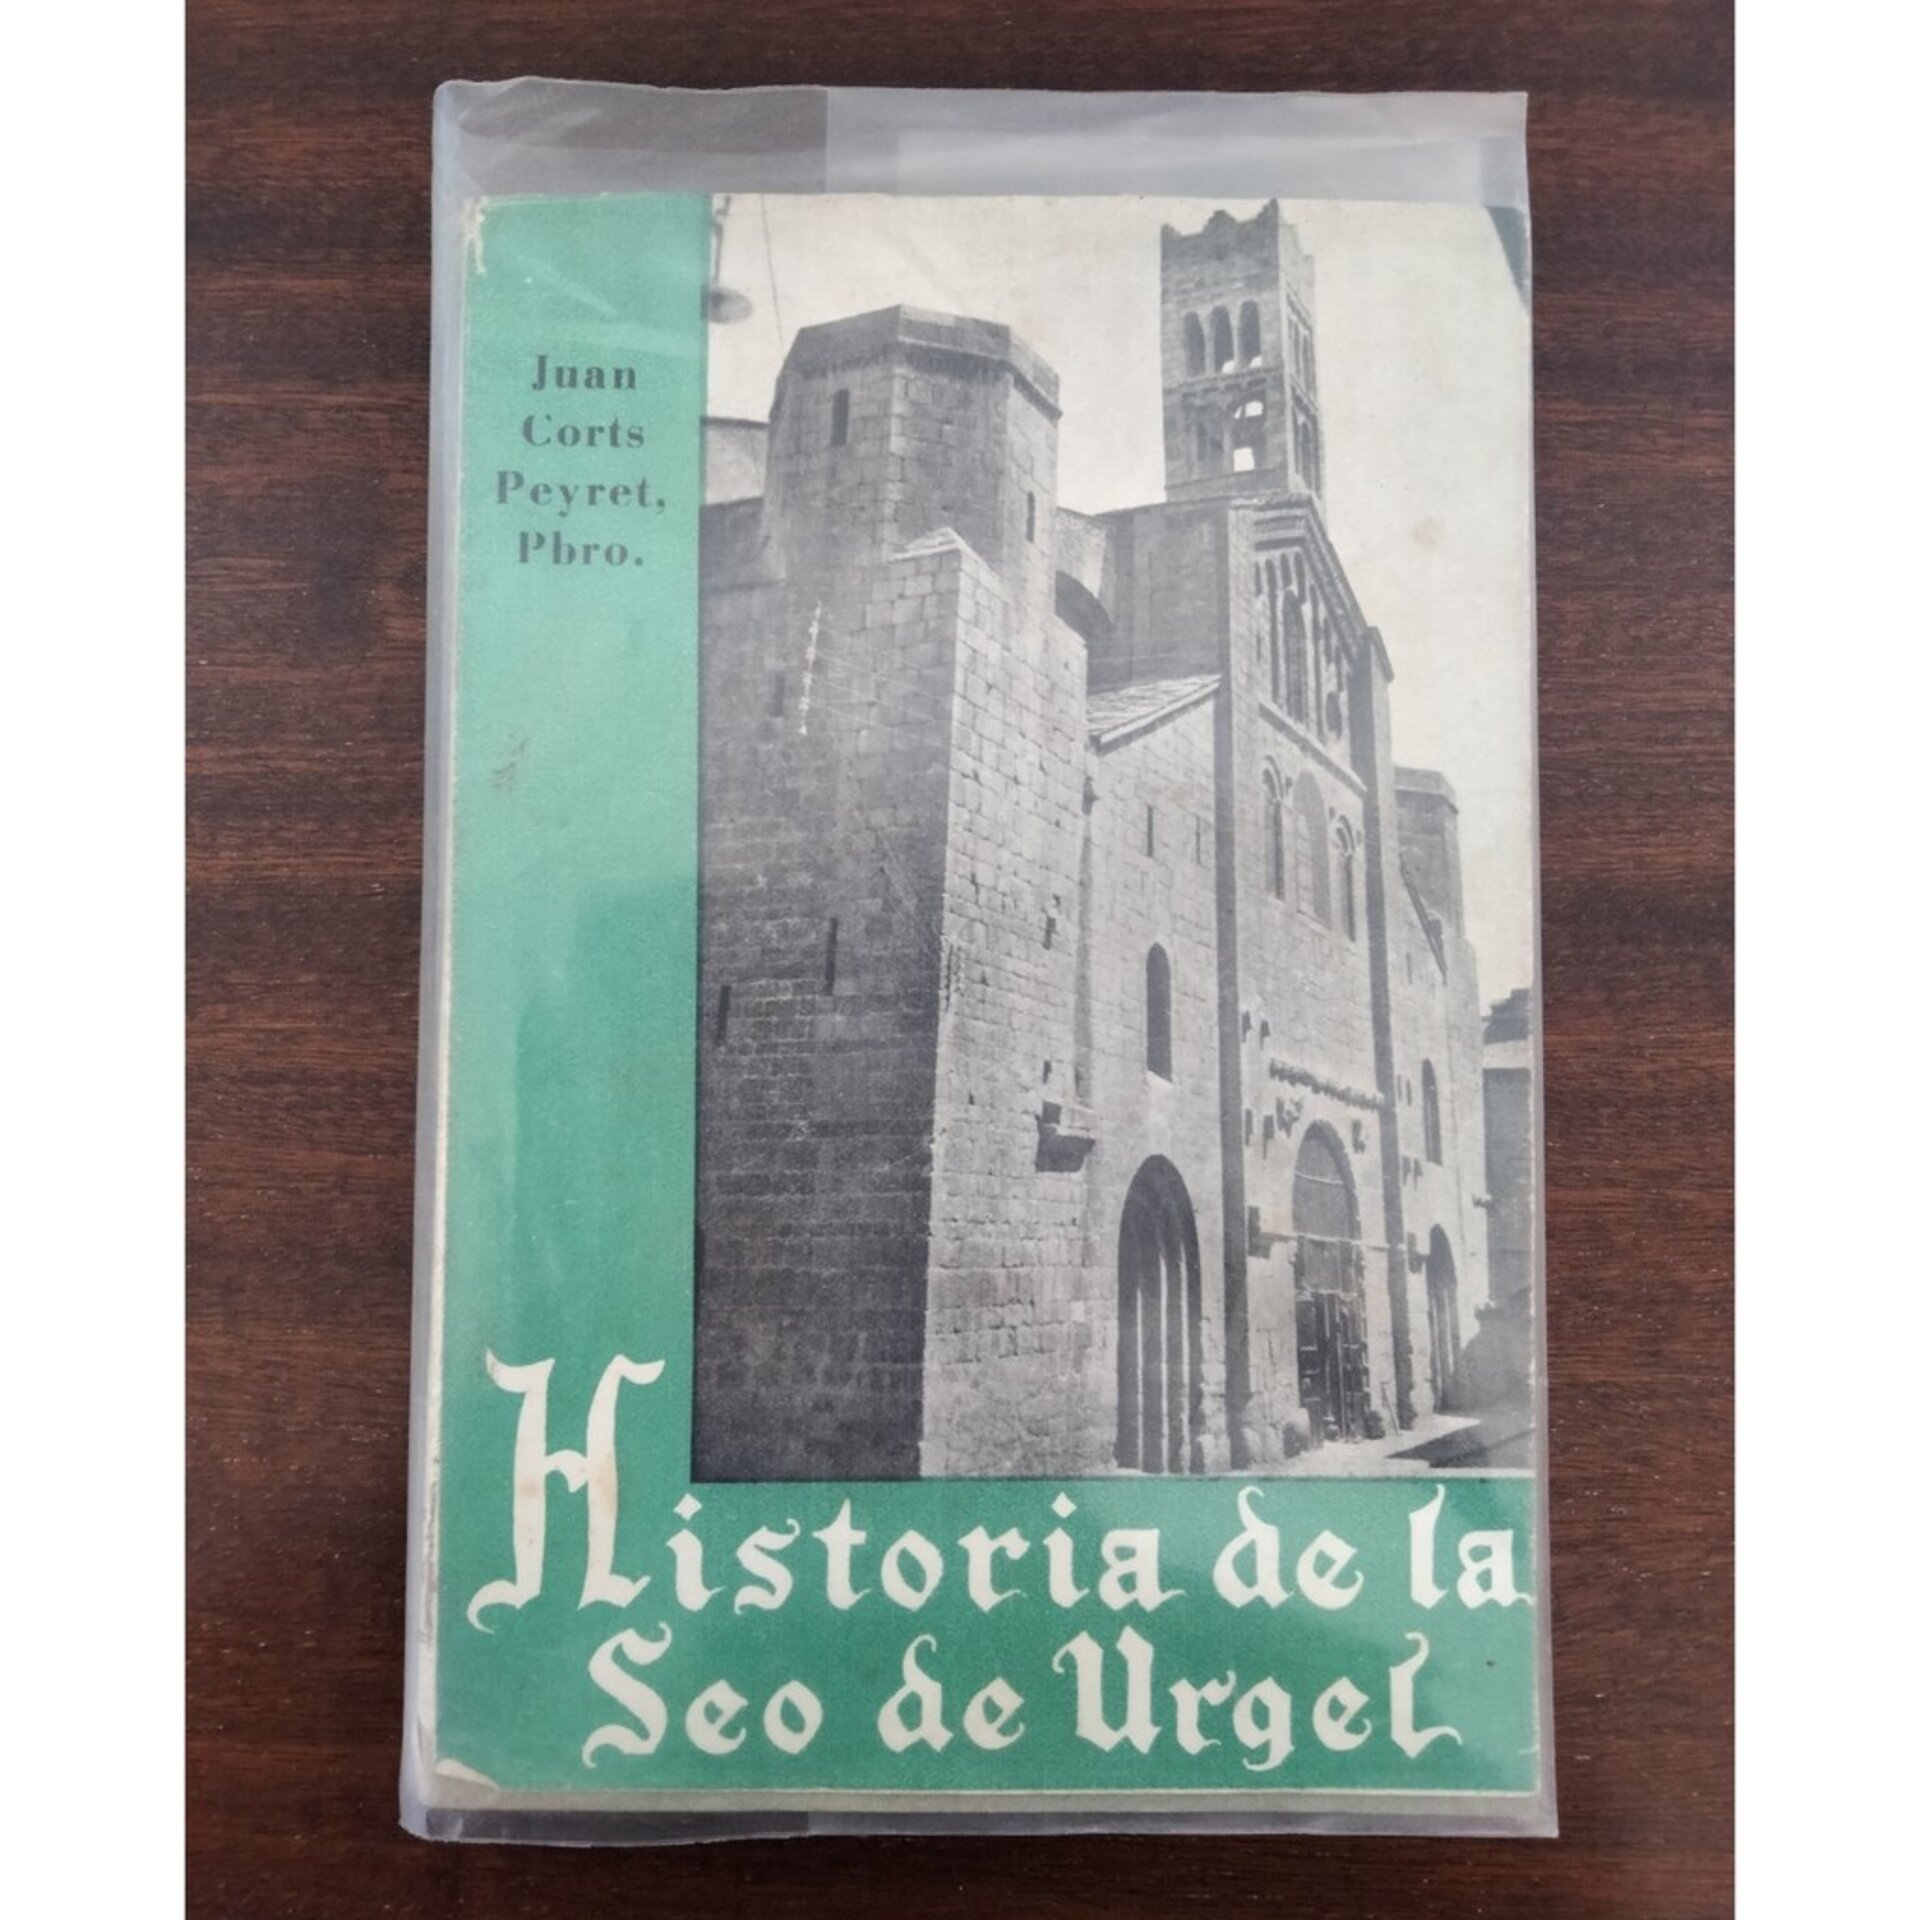 Juan
Corts
Peyret,
Pbro.
Historia de la
Seo de Urgel